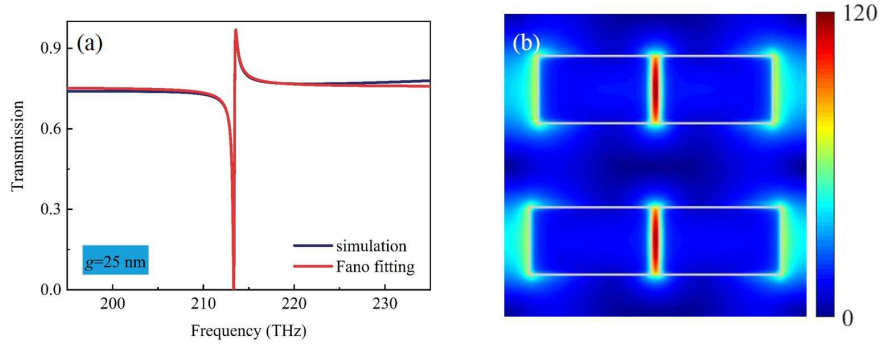 (a)
0.9
0.6
0.3
0.0
Transmission
g=25 nm
simulation
Fano fitting
200 210 220 230
Frequency (THz)
(b)
120
0